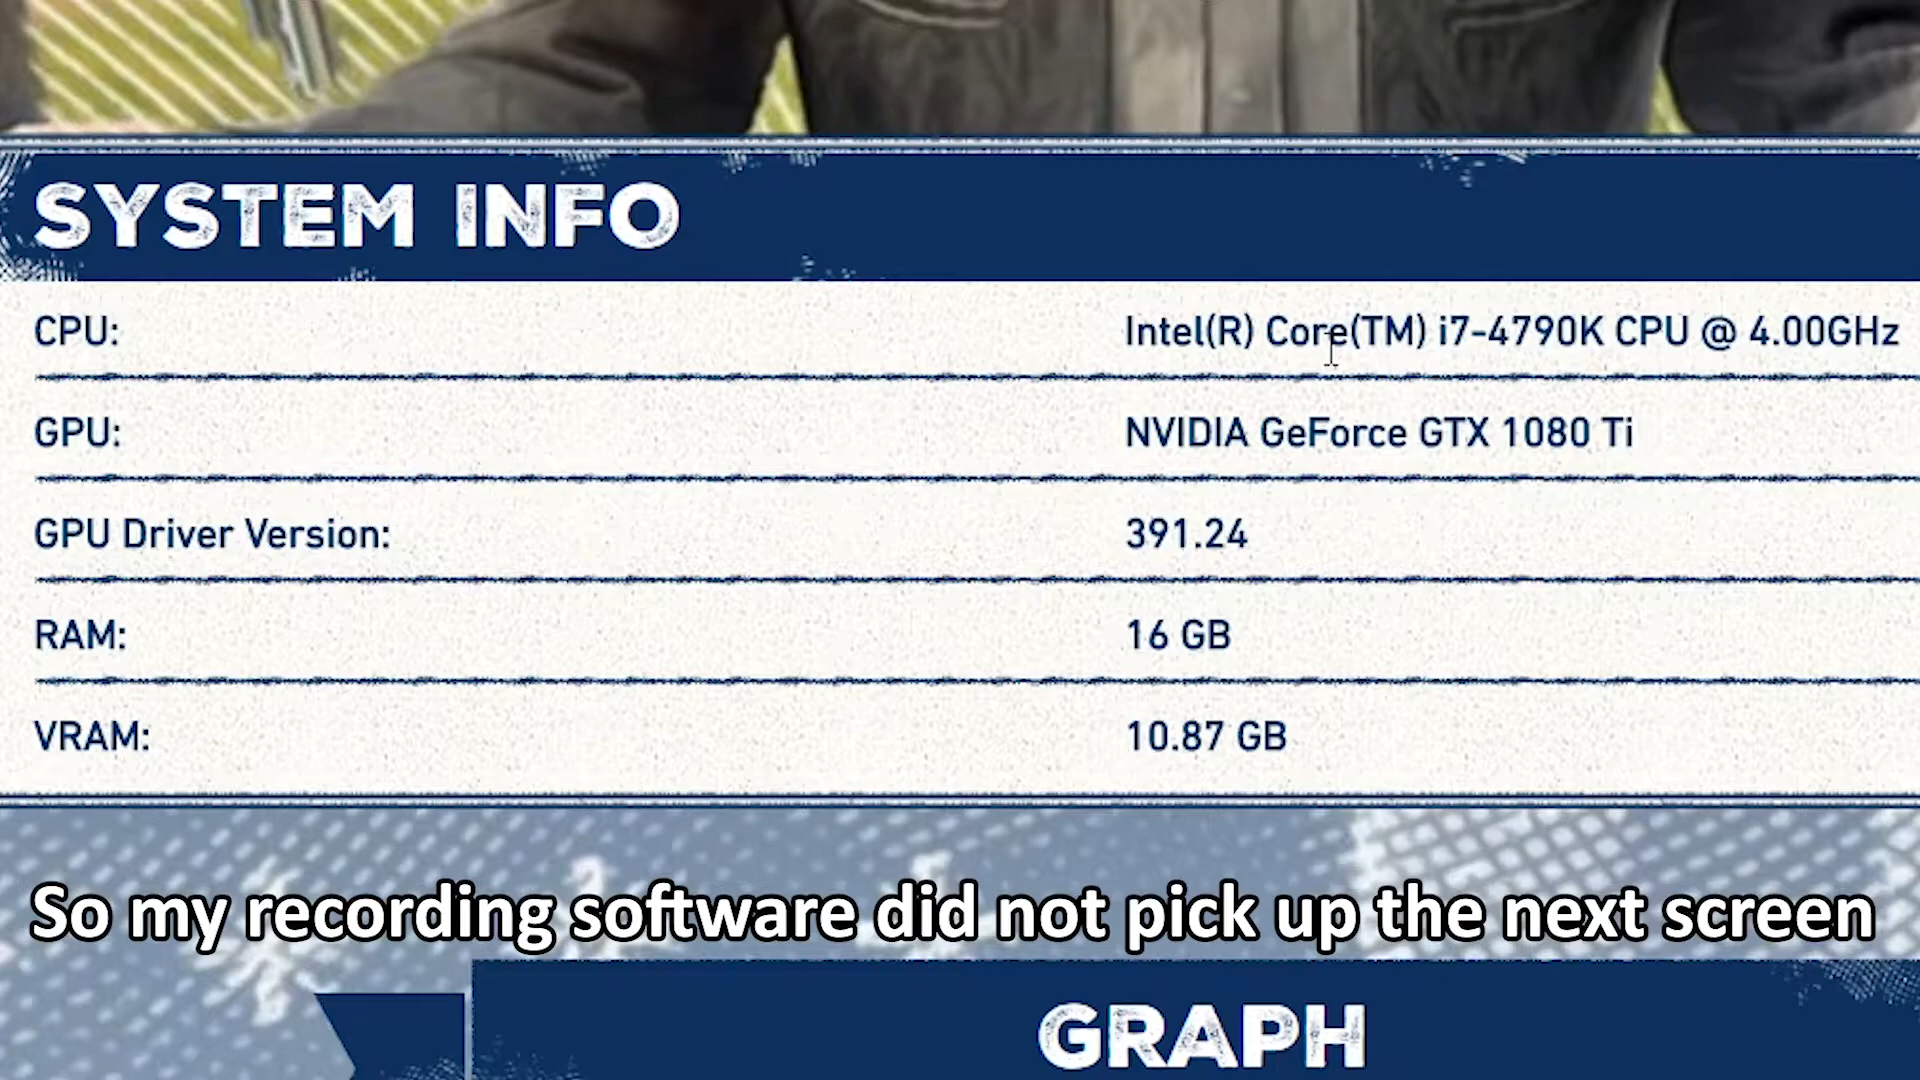 SYSTEM INFO
CPU: Intel(R) Core(TM) i7-4790K CPU @ 4.00GHz
GPU: NVIDIA GeForce GTX 1080 Ti
GPU Driver Version: 391.24
RAM: 16 GB
VRAM: 10.87 GB
So my recording software did not pick up the next screen
GRAPH